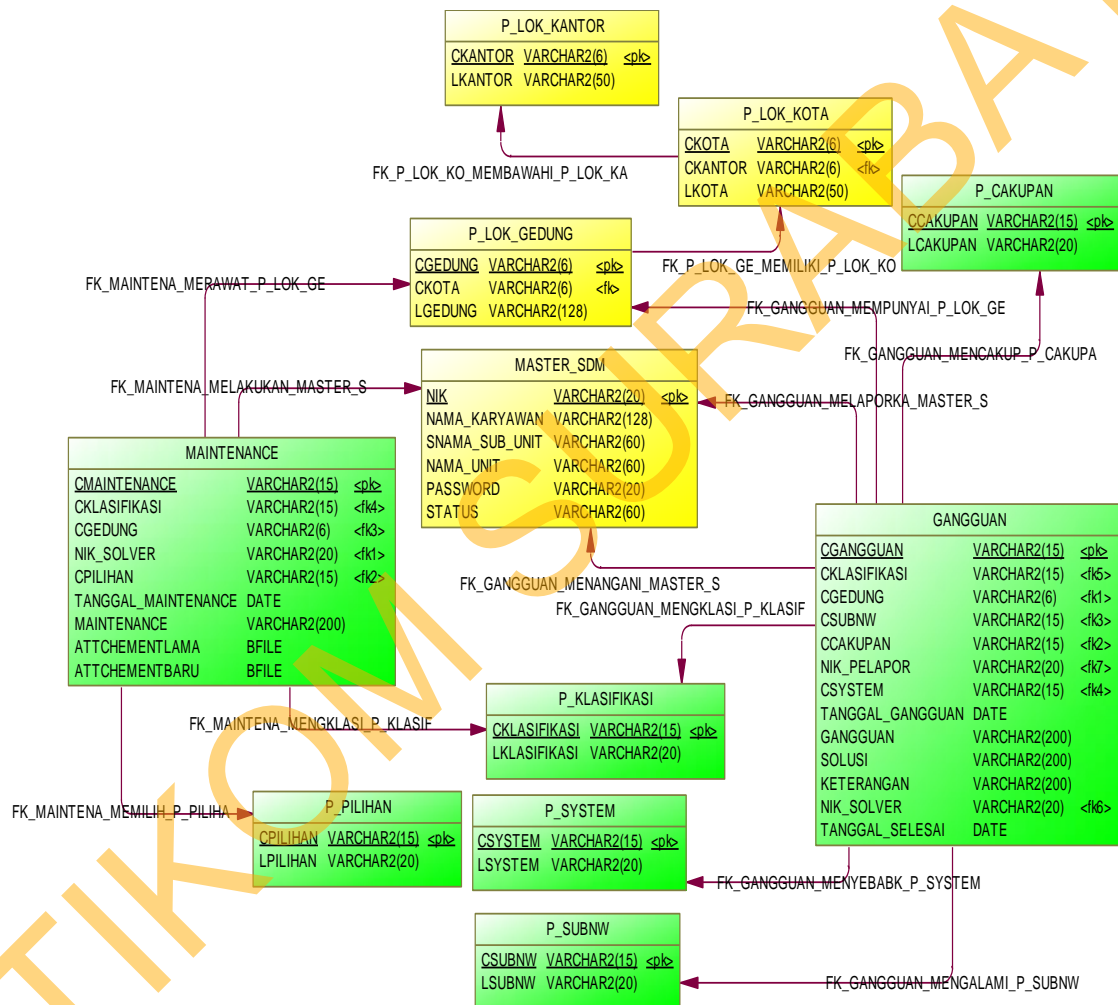 P_LOK_KANTOR
CKANTOR VARCHAR2(6) <pk>
LKANTOR VARCHAR2(50)
P_LOK_KOTA
CKOTA VARCHAR2(6) <pk>
CKANTOR VARCHAR2(6) <fk>
LKOTA VARCHAR2(50)
FK_P_LOK_KO_MEMBAWAHI_P_LOK_KA
P_CAKUPAN
CCAKUPAN VARCHAR2(15) <pk>
LCAKUPAN VARCHAR2(20)
P_LOK_GEDUNG
CGEDUNG VARCHAR2(6) <pk>
CKOTA VARCHAR2(6) <fk>
LGEDUNG VARCHAR2(128)
FK_P_LOK_GE_MEMILIKI_P_LOK_KO
FK_MAINTENA_MERAWAT_P_LOK_GE
FK_GANGGUAN_MEMPUNYAI_P_LOK_GE
FK_GANGGUAN_MENCAKUP_P_CAKUPA
MASTER_SDM
NIK VARCHAR2(20) <pk>
NAMA_KARYAWAN VARCHAR2(128)
SNAMA_SUB_UNIT VARCHAR2(60)
NAMA_UNIT VARCHAR2(60)
PASSWORD VARCHAR2(20)
STATUS VARCHAR2(60)
FK_MAINTENA_MELAKUKAN_MASTER_S
FK_GANGGUAN_MELAPORKA_MASTER_S
MAINTENANCE
CMAINTENANCE VARCHAR2(15) <pk>
CKLASIFIKASI VARCHAR2(15) <fk4>
CGEDUNG VARCHAR2(6) <fk3>
NIK_SOLVER VARCHAR2(20) <fk1>
CPILIHAN VARCHAR2(15) <fk2>
TANGGAL_MAINTENANCE DATE
MAINTENANCE VARCHAR2(200)
ATTCHEMENTLAMA BFILE
ATTCHEMENTBARU BFILE
GANGGUAN
CGANGGUAN VARCHAR2(15) <pk>
CKLASIFIKASI VARCHAR2(15) <fk5>
CGEDUNG VARCHAR2(6) <fk1>
CSUBNW VARCHAR2(15) <fk3>
CCAKUPAN VARCHAR2(15) <fk2>
NIK_PELAPOR VARCHAR2(20) <fk7>
CSYSTEM VARCHAR2(15) <fk4>
TANGGAL_GANGGUAN DATE
GANGGUAN VARCHAR2(200)
SOLUSI VARCHAR2(200)
KETERANGAN VARCHAR2(200)
NIK_SOLVER VARCHAR2(20) <fk6>
TANGGAL_SELESAI DATE
FK_GANGGUAN_MENANGANI_MASTER_S
FK_GANGGUAN_MENGKLASI_P_KLASIF
P_KLASIFIKASI
CKLASIFIKASI VARCHAR2(15) <pk>
LKLASIFIKASI VARCHAR2(20)
FK_MAINTENA_MENGKLASI_P_KLASIF
FK_MAINTENA_MEMILIH_P_PILIHA
P_PILIHAN
CPILIHAN VARCHAR2(15) <pk>
LPILIHAN VARCHAR2(20)
P_SYSTEM
CSYSTEM VARCHAR2(15) <pk>
LSYSTEM VARCHAR2(20)
FK_GANGGUAN_MENYEBABK_P_SYSTEM
P_SUBNW
CSUBNW VARCHAR2(15) <pk>
LSUBNW VARCHAR2(20)
FK_GANGGUAN_MENGALAMI_P_SUBNW
TIKOM SURABA